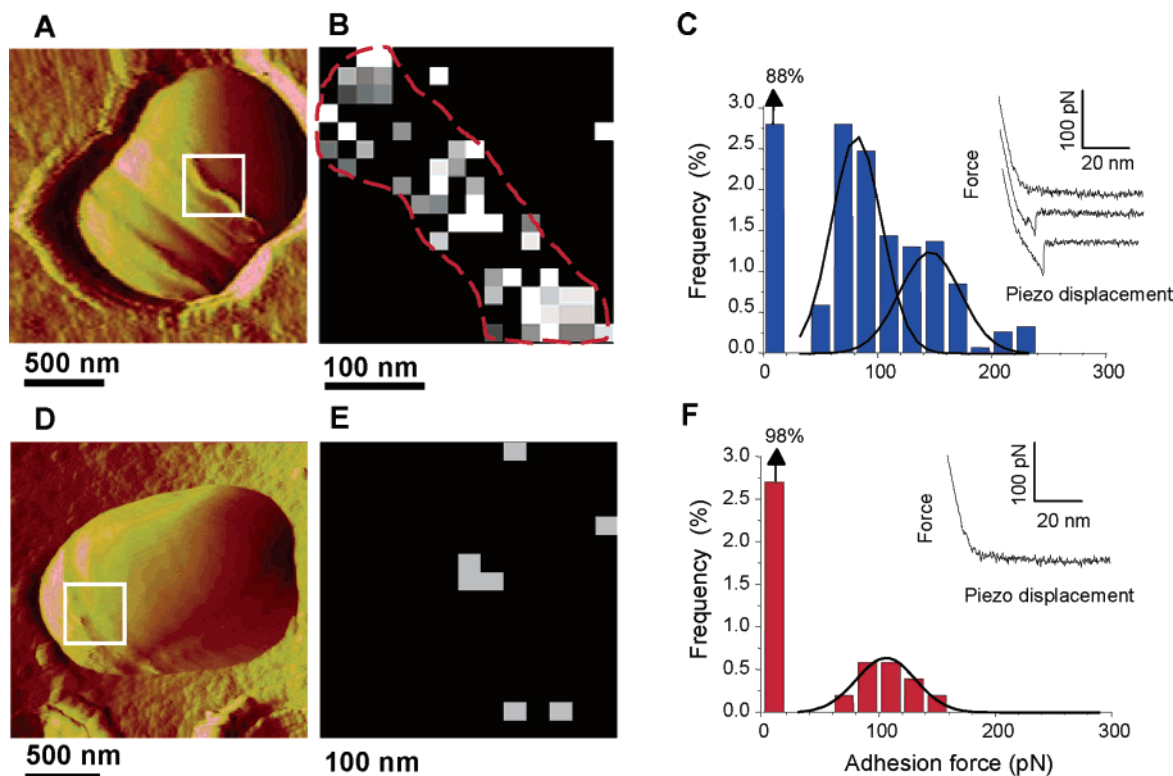 A
B
C
500 nm
100 nm
88%
3.0
2.5
2.0
1.5
1.0
0.5
0.0
Frequency (%)
0
100
200
300
Force
100 pN
20 nm
Piezo displacement
D
E
F
500 nm
100 nm
98%
3.0
2.5
2.0
1.5
1.0
0.5
0.0
Frequency (%)
0
100
200
300
Adhesion force (pN)
Force
100 pN
20 nm
Piezo displacement